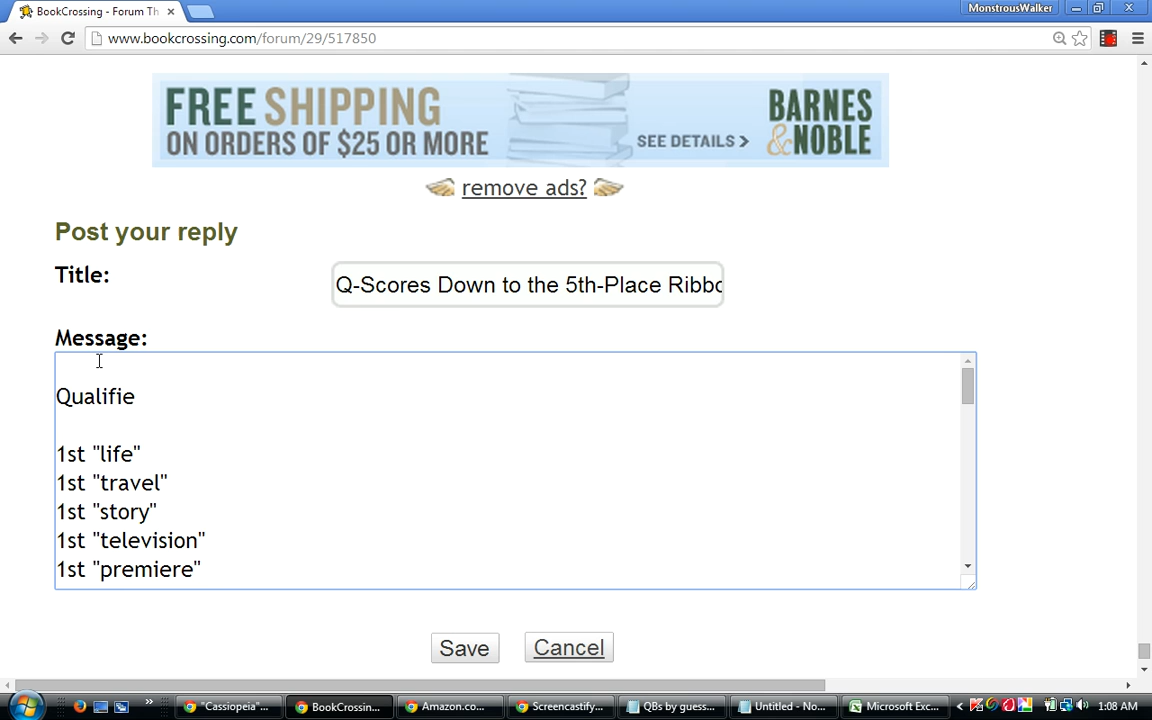 BookCrossing - Forum Th
MonstrousWalker
www.bookcrossing.com/forum/29/517850
FREE SHIPPING
ON ORDERS OF $25 OR MORE
SEE DETAILS >
BARNES
& NOBLE
remove ads?
Post your reply
Title:
Q-Scores Down to the 5th-Place Ribbo
Message:
Qualifie
1st "life"
1st "travel"
1st "story"
1st "television"
1st "premiere"
Save
Cancel
"Cassiopeia"...
BookCrossin...
Amazon.co...
Screencastify...
QBs by guess...
Untitled - No...
Microsoft Exc...
1:08 AM